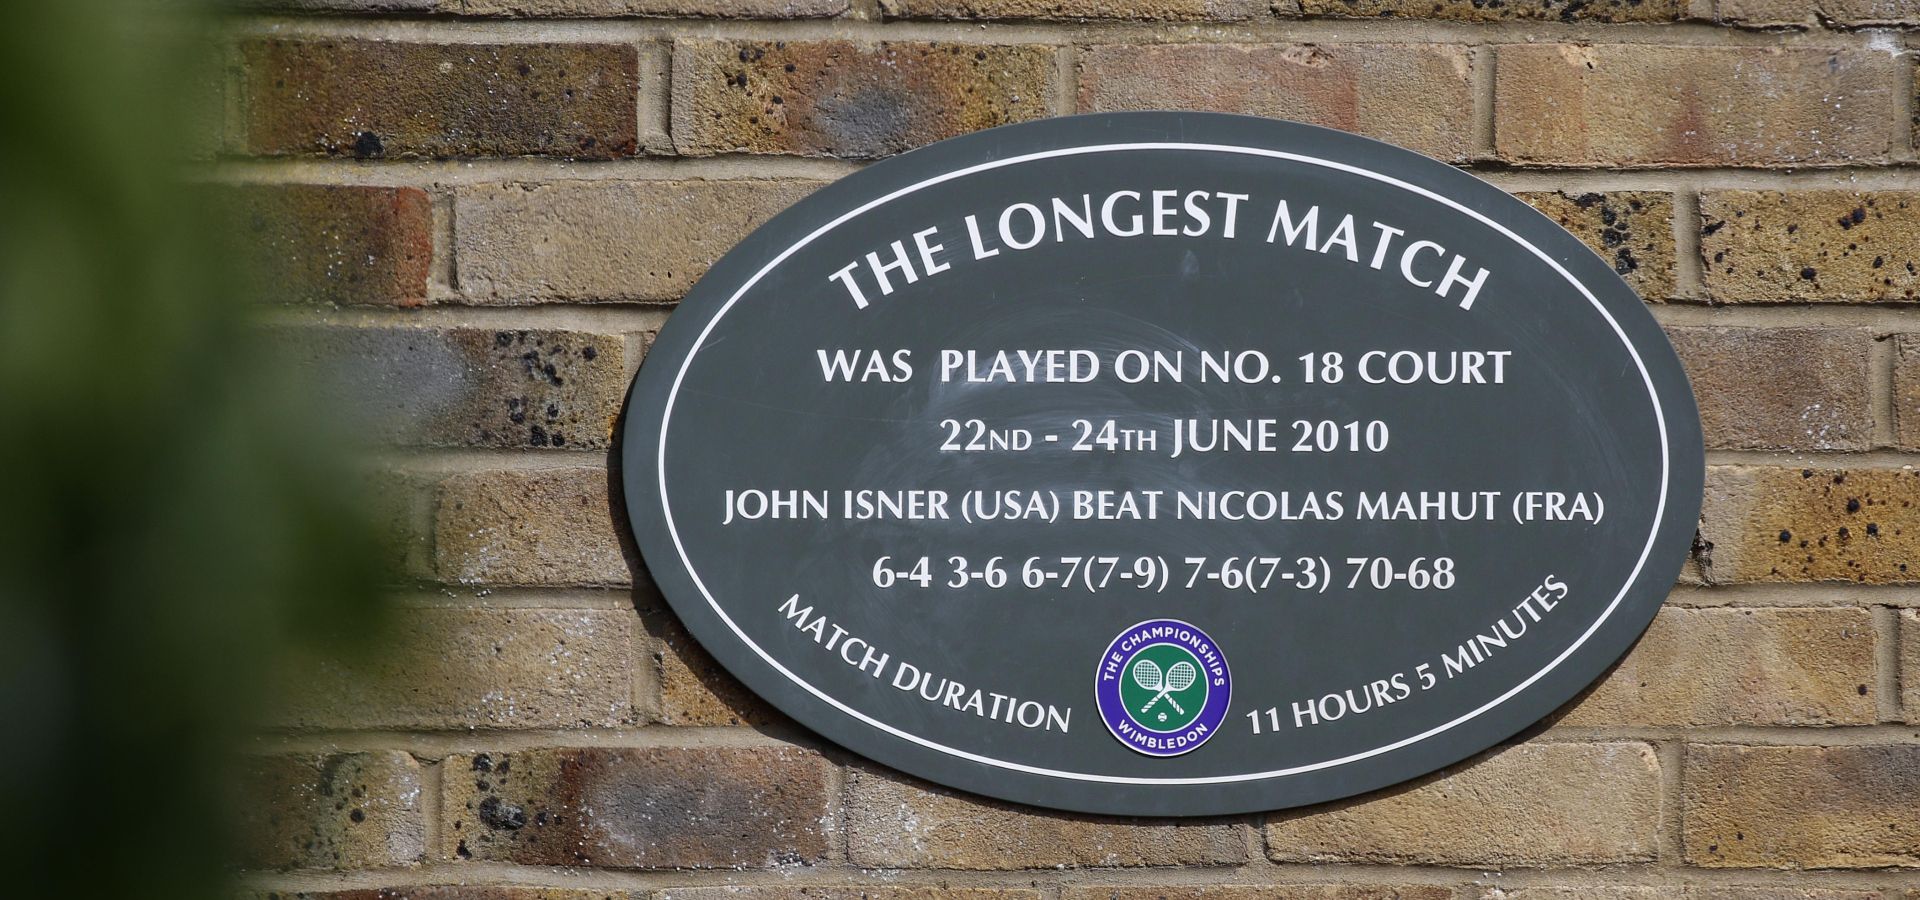 THE LONGEST MATCH
WAS PLAYED ON NO. 18 COURT
22ND - 24TH JUNE 2010
JOHN ISNER (USA) BEAT NICOLAS MAHUT (FRA)
6-4 3-6 6-7(7-9) 7-6(7-3) 70-68
MATCH DURATION
THE CHAMPIONSHIPS
WIMBLEDON
11 HOURS 5 MINUTES